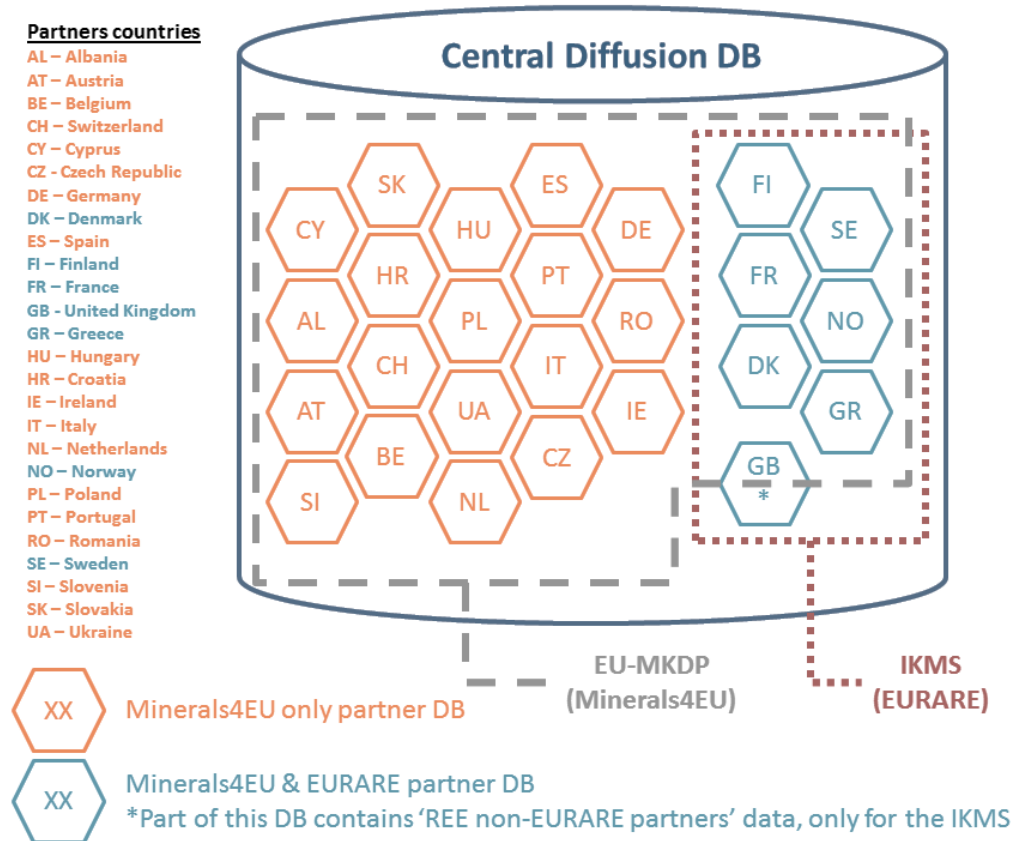 Partners countries
AL – Albania
AT – Austria
BE – Belgium
CH – Switzerland
CY – Cyprus
CZ - Czech Republic
DE – Germany
DK – Denmark
ES – Spain
FI – Finland
FR – France
GB - United Kingdom
GR – Greece
HU – Hungary
HR – Croatia
IE – Ireland
IT – Italy
NL – Netherlands
NO – Norway
PL – Poland
PT – Portugal
RO – Romania
SE – Sweden
SI – Slovenia
SK – Slovakia
UA – Ukraine
Central Diffusion DB
SK
ES
FI
CY
HU
DE
SE
HR
PT
FR
AL
PL
RO
NO
CH
IT
DK
AT
UA
IE
GR
BE
CZ
GB
*
SI
NL
EU-MKDP
(Minerals4EU)
IKMS
(EURARE)
XX
Minerals4EU only partner DB
XX
Minerals4EU & EURARE partner DB
*Part of this DB contains ‘REE non-EURARE partners’ data, only for the IKMS